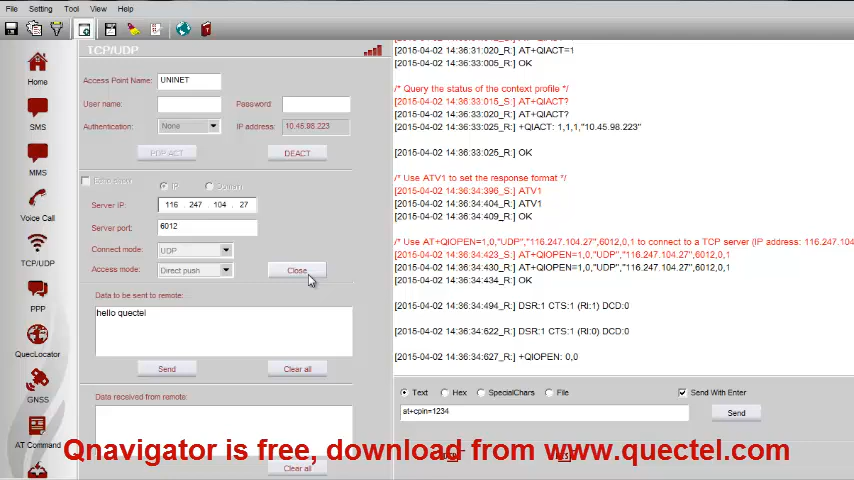 File Setting Tool View Help
TCP/UDP
Home
SMS
MMS
Voice Call
TCP/UDP
PPP
QuecLocator
GNSS
AT Command
Access Point Name: UNINET
User name: Password:
Authentication: None IP address: 10.45.98.223
PDP ACT DEACT
Echo server IP Domain
Server IP: 116 . 247 . 104 . 27
Server port: 6012
Connect mode: UDP
Access mode: Direct push Close
Data to be sent to remote:
hello quectel
Send Clear all
Data received from remote:
Clear all
[2015-04-02 14:36:31:020_R:] AT+QIACT=1
[2015-04-02 14:36:33:005_R:] OK
/* Query the status of the context profile */
[2015-04-02 14:36:33:015_S:] AT+QIACT?
[2015-04-02 14:36:33:020_R:] AT+QIACT?
[2015-04-02 14:36:33:025_R:] +QIACT: 1,1,1,"10.45.98.223"
[2015-04-02 14:36:33:025_R:] OK
/* Use ATV1 to set the response format */
[2015-04-02 14:36:34:396_S:] ATV1
[2015-04-02 14:36:34:404_R:] ATV1
[2015-04-02 14:36:34:409_R:] OK
/* Use AT+QIOPEN=1,0,"UDP","116.247.104.27",6012,0,1 to connect to a TCP server (IP address: 116.247.104
[2015-04-02 14:36:34:423_S:] AT+QIOPEN=1,0,"UDP","116.247.104.27",6012,0,1
[2015-04-02 14:36:34:430_R:] AT+QIOPEN=1,0,"UDP","116.247.104.27",6012,0,1
[2015-04-02 14:36:34:434_R:] OK
[2015-04-02 14:36:34:494_R:] DSR:1 CTS:1 (RI:1) DCD:0
[2015-04-02 14:36:34:622_R:] DSR:1 CTS:1 (RI:0) DCD:0
[2015-04-02 14:36:34:627_R:] +QIOPEN: 0,0
Text Hex SpecialChars File Send With Enter
at+cpin=1234 Send
Qnavigator is free, download from www.quectel.com